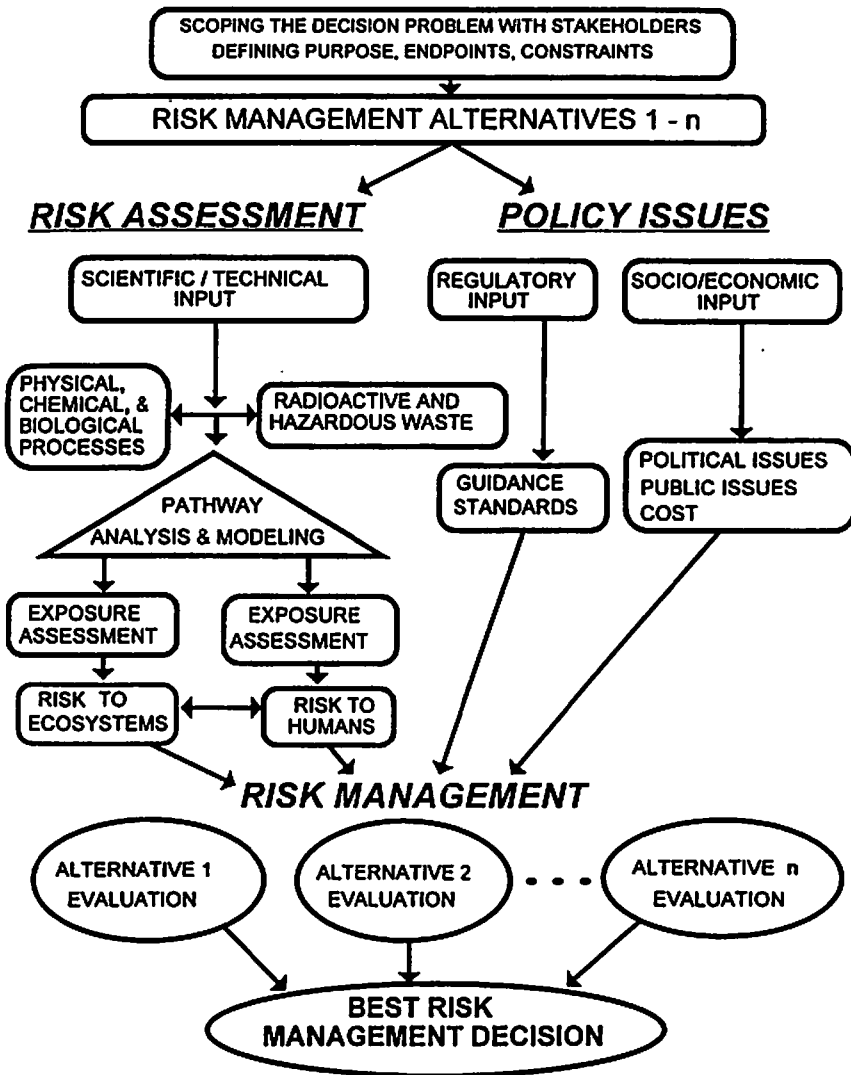 SCOPING THE DECISION PROBLEM WITH STAKEHOLDERS
DEFINING PURPOSE, ENDPOINTS, CONSTRAINTS
RISK MANAGEMENT ALTERNATIVES 1 - n
RISK ASSESSMENT
POLICY ISSUES
SCIENTIFIC / TECHNICAL
INPUT
REGULATORY
INPUT
SOCIO/ECONOMIC
INPUT
PHYSICAL,
CHEMICAL, &
BIOLOGICAL
PROCESSES
RADIOACTIVE AND
HAZARDOUS WASTE
PATHWAY
ANALYSIS & MODELING
GUIDANCE
STANDARDS
POLITICAL ISSUES
PUBLIC ISSUES
COST
EXPOSURE
ASSESSMENT
EXPOSURE
ASSESSMENT
RISK TO
ECOSYSTEMS
RISK TO
HUMANS
RISK MANAGEMENT
ALTERNATIVE 1
EVALUATION
ALTERNATIVE 2
EVALUATION
• • • •
ALTERNATIVE n
EVALUATION
BEST RISK
MANAGEMENT DECISION